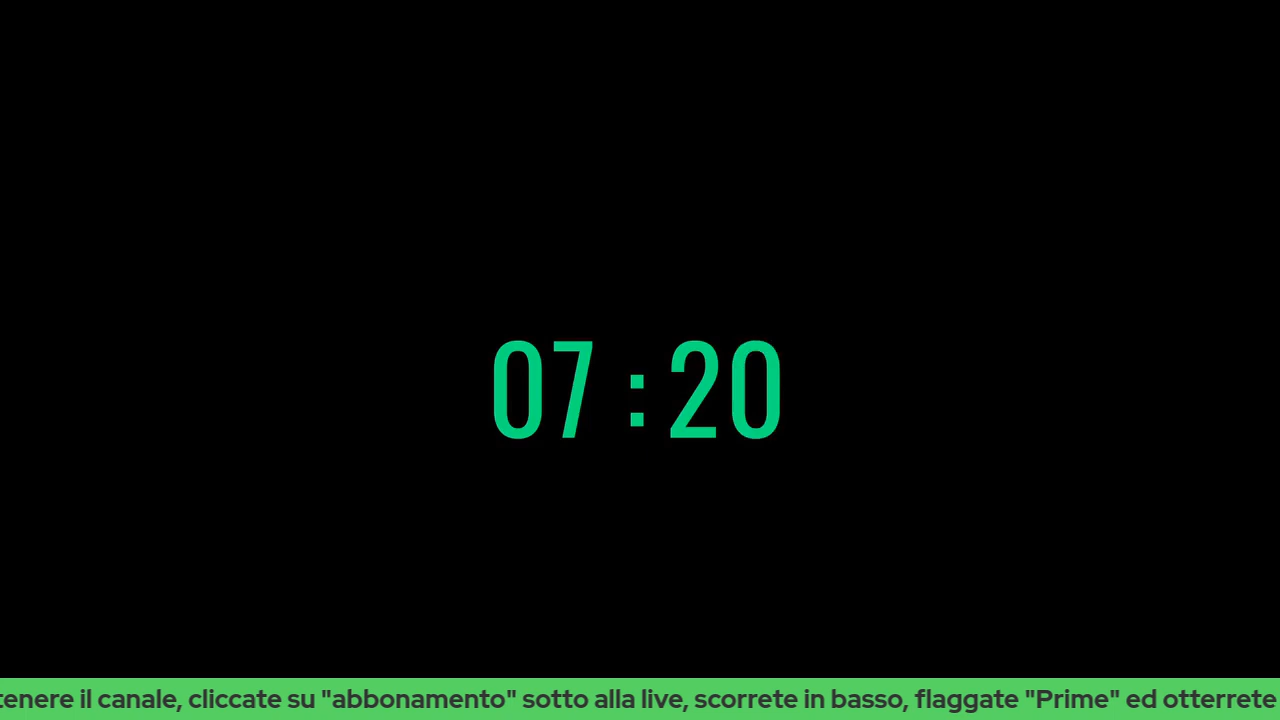 07 : 20
tenere il canale, cliccate su "abbonamento" sotto alla live, scorrete in basso, flaggate "Prime" ed otterrete